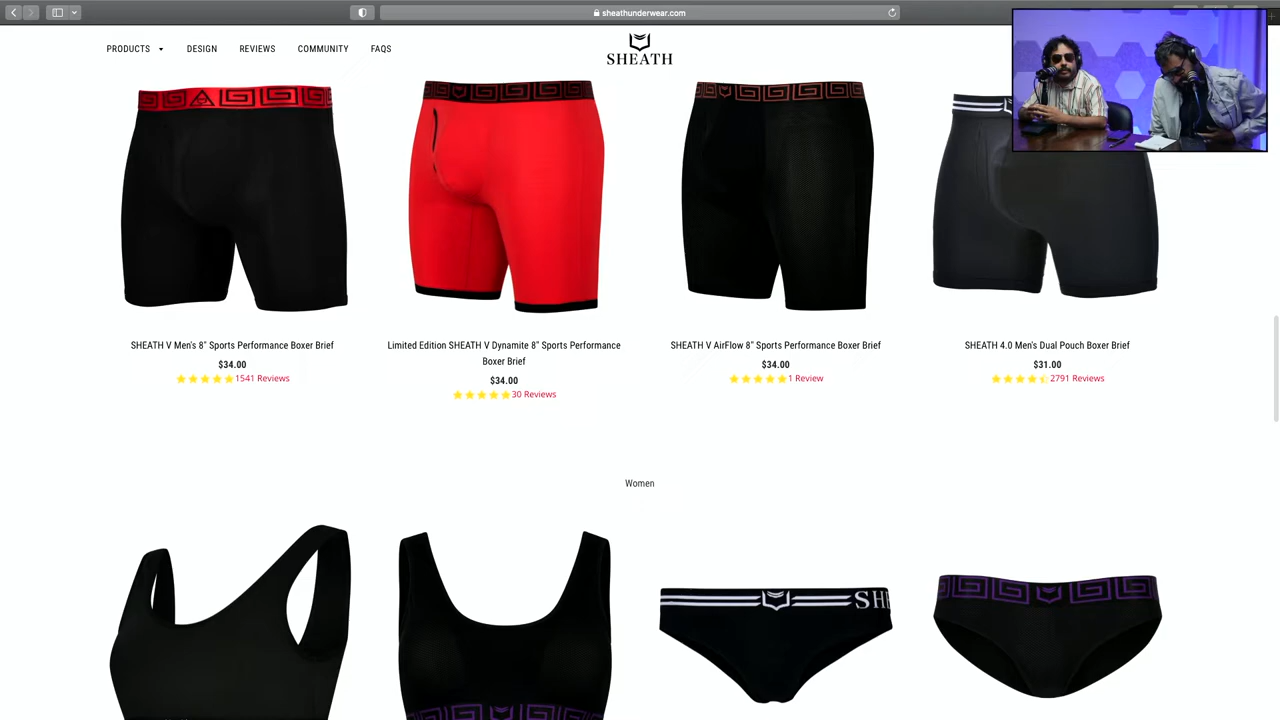 sheathunderwear.com
PRODUCTS
DESIGN
REVIEWS
COMMUNITY
FAQS
SHEATH
SHEATH V Men's 8" Sports Performance Boxer Brief
$34.00
1541 Reviews
Limited Edition SHEATH V Dynamite 8" Sports Performance
Boxer Brief
$34.00
30 Reviews
SHEATH V AirFlow 8" Sports Performance Boxer Brief
$34.00
1 Review
SHEATH 4.0 Men's Dual Pouch Boxer Brief
$31.00
2791 Reviews
Women
SHE